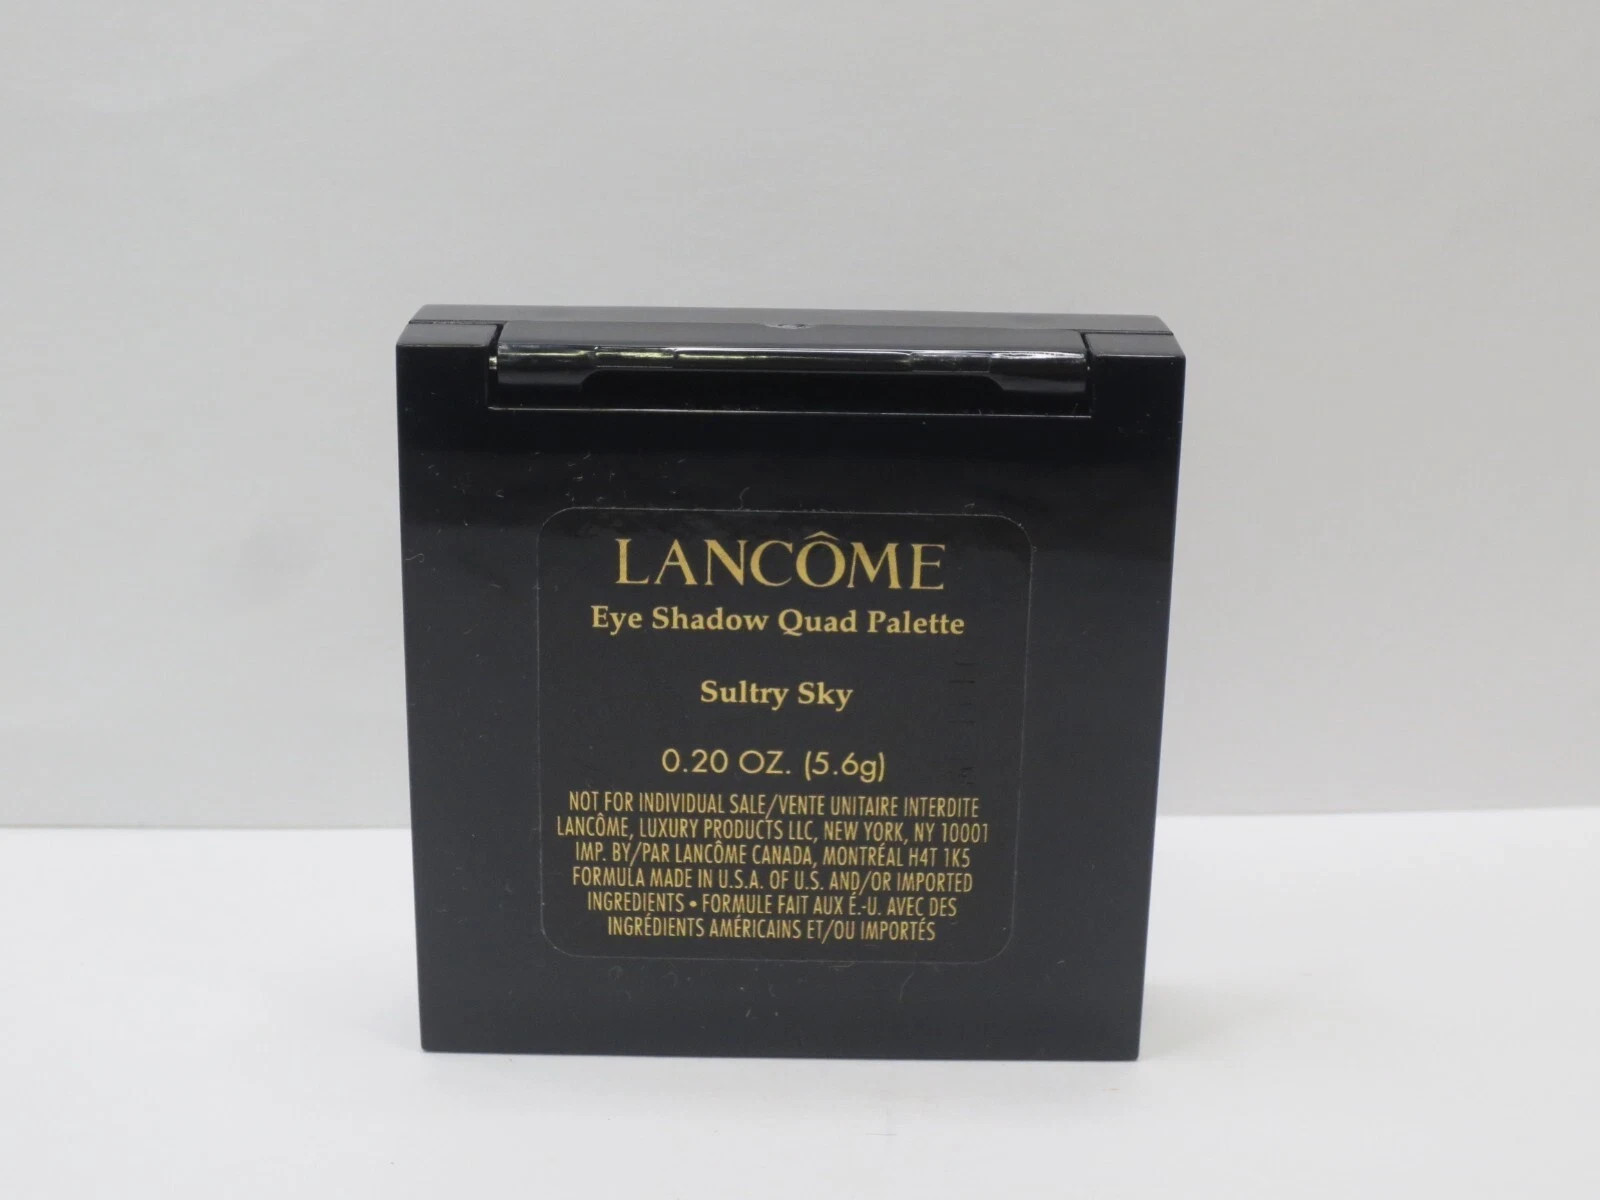 LANCÔME
Eye Shadow Quad Palette
Sultry Sky
0.20 OZ. (5.6g)
NOT FOR INDIVIDUAL SALE/VENTE UNITAIRE INTERDITE
LANCÔME, LUXURY PRODUCTS LLC, NEW YORK, NY 10001
IMP. BY/PAR LANCÔME CANADA, MONTRÉAL H4T 1K5
FORMULA MADE IN U.S.A. OF U.S. AND/OR IMPORTED
INGREDIENTS • FORMULE FAIT AUX É.-U. AVEC DES
INGRÉDIENTS AMÉRICAINS ET/OU IMPORTÉS